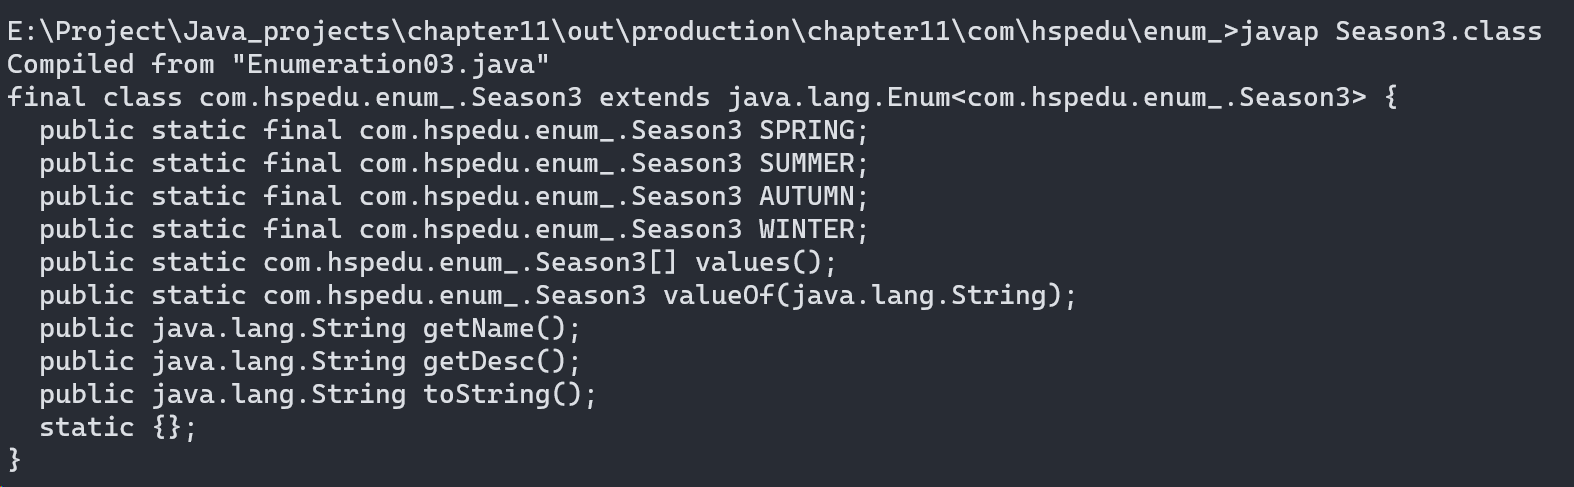 E:\Project\Java_projects\chapter11\out\production\chapter11\com\hspedu\enum_>javap Season3.class
Compiled from "Enumeration03.java"
final class com.hspedu.enum_.Season3 extends java.lang.Enum<com.hspedu.enum_.Season3> {
  public static final com.hspedu.enum_.Season3 SPRING;
  public static final com.hspedu.enum_.Season3 SUMMER;
  public static final com.hspedu.enum_.Season3 AUTUMN;
  public static final com.hspedu.enum_.Season3 WINTER;
  public static com.hspedu.enum_.Season3[] values();
  public static com.hspedu.enum_.Season3 valueOf(java.lang.String);
  public java.lang.String getName();
  public java.lang.String getDesc();
  public java.lang.String toString();
  static {};
}